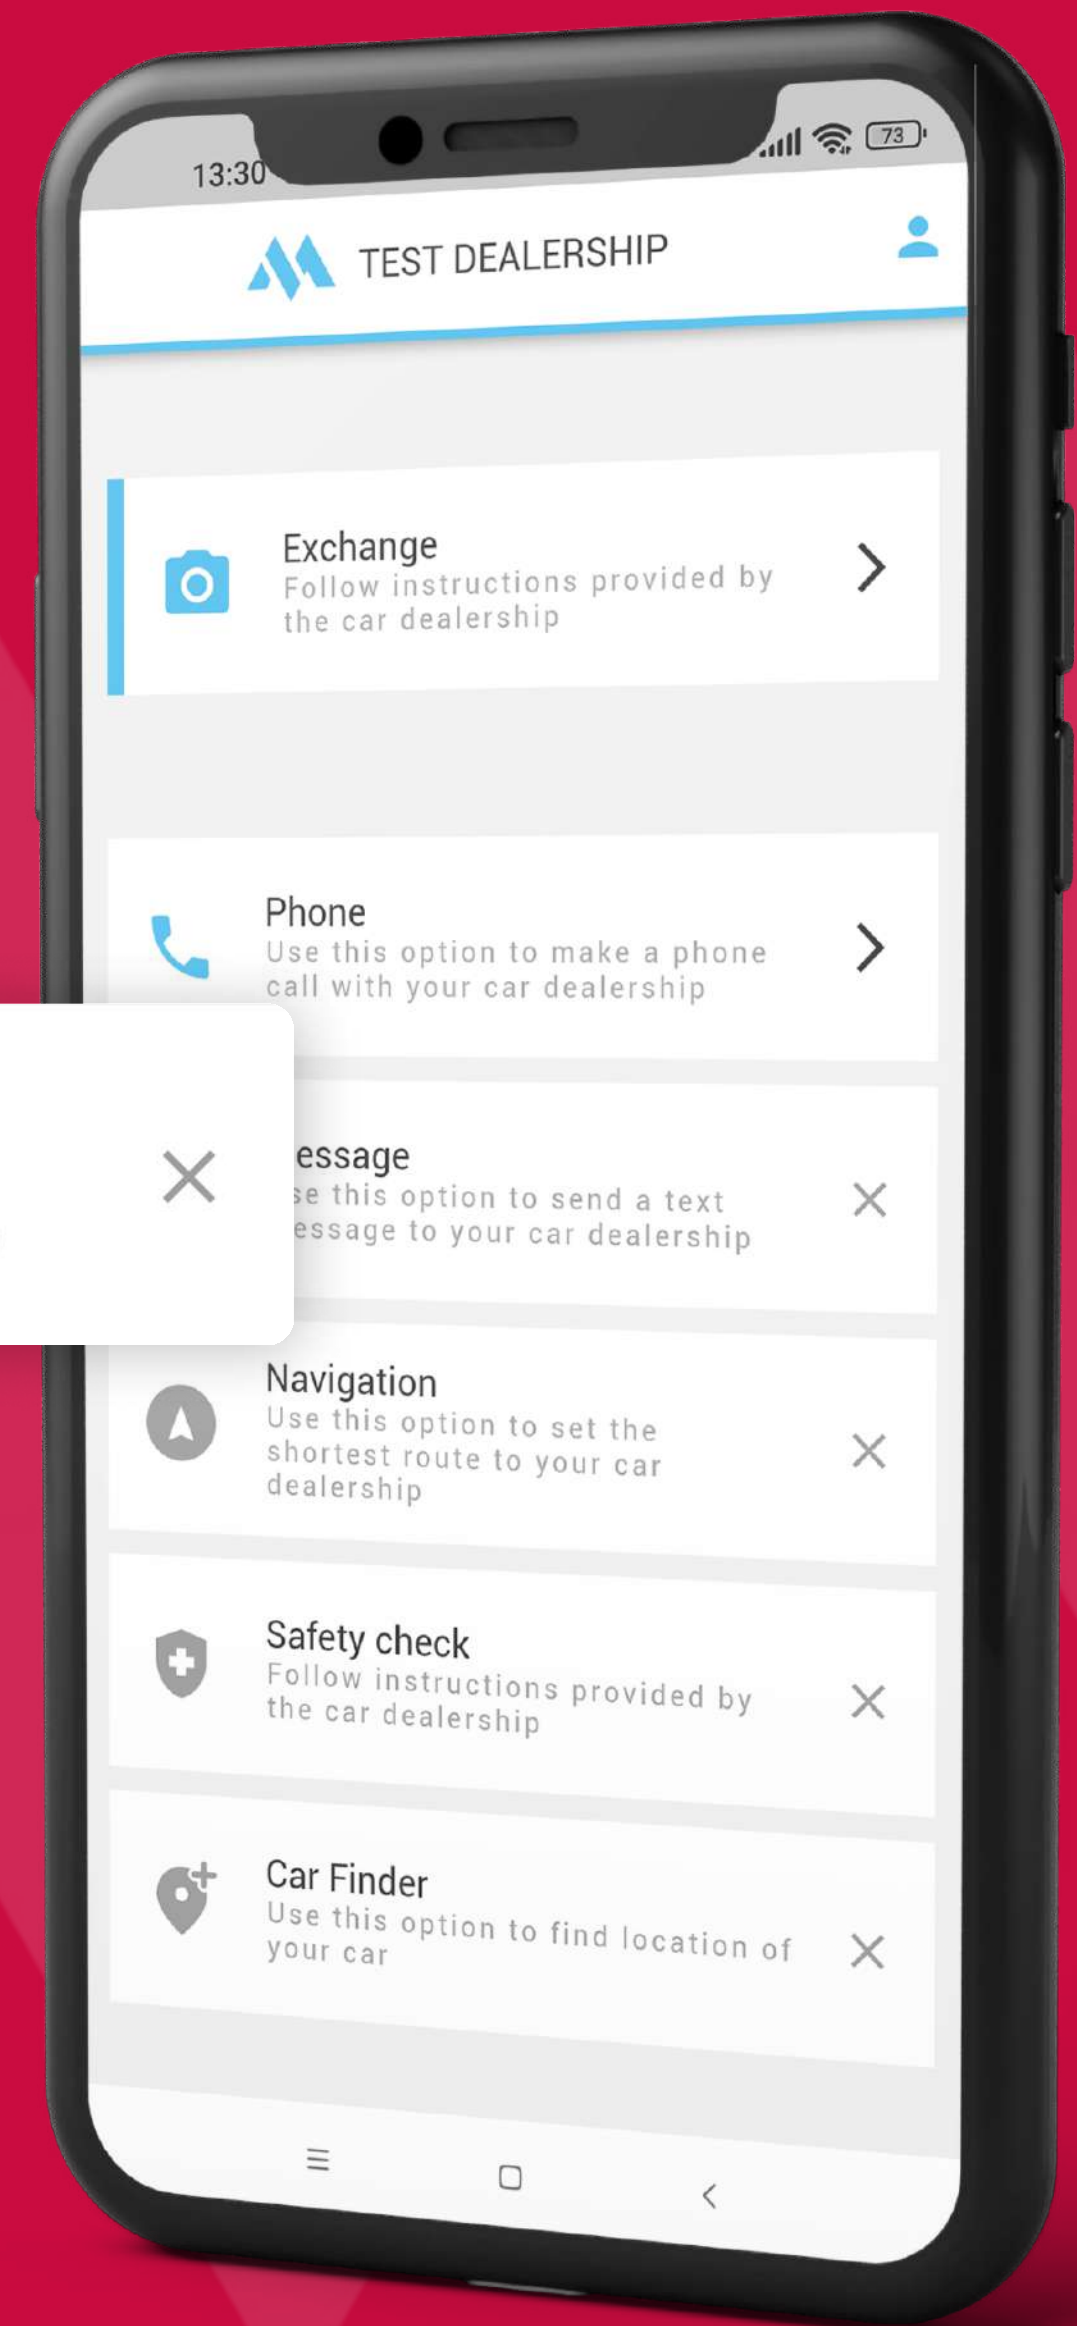 13:30
73
TEST DEALERSHIP
Exchange
Follow instructions provided by
the car dealership
Phone
Use this option to make a phone
call with your car dealership
essage
se this option to send a text
essage to your car dealership
Navigation
Use this option to set the
shortest route to your car
dealership
Safety check
Follow instructions provided by
the car dealership
Car Finder
Use this option to find location of
your car